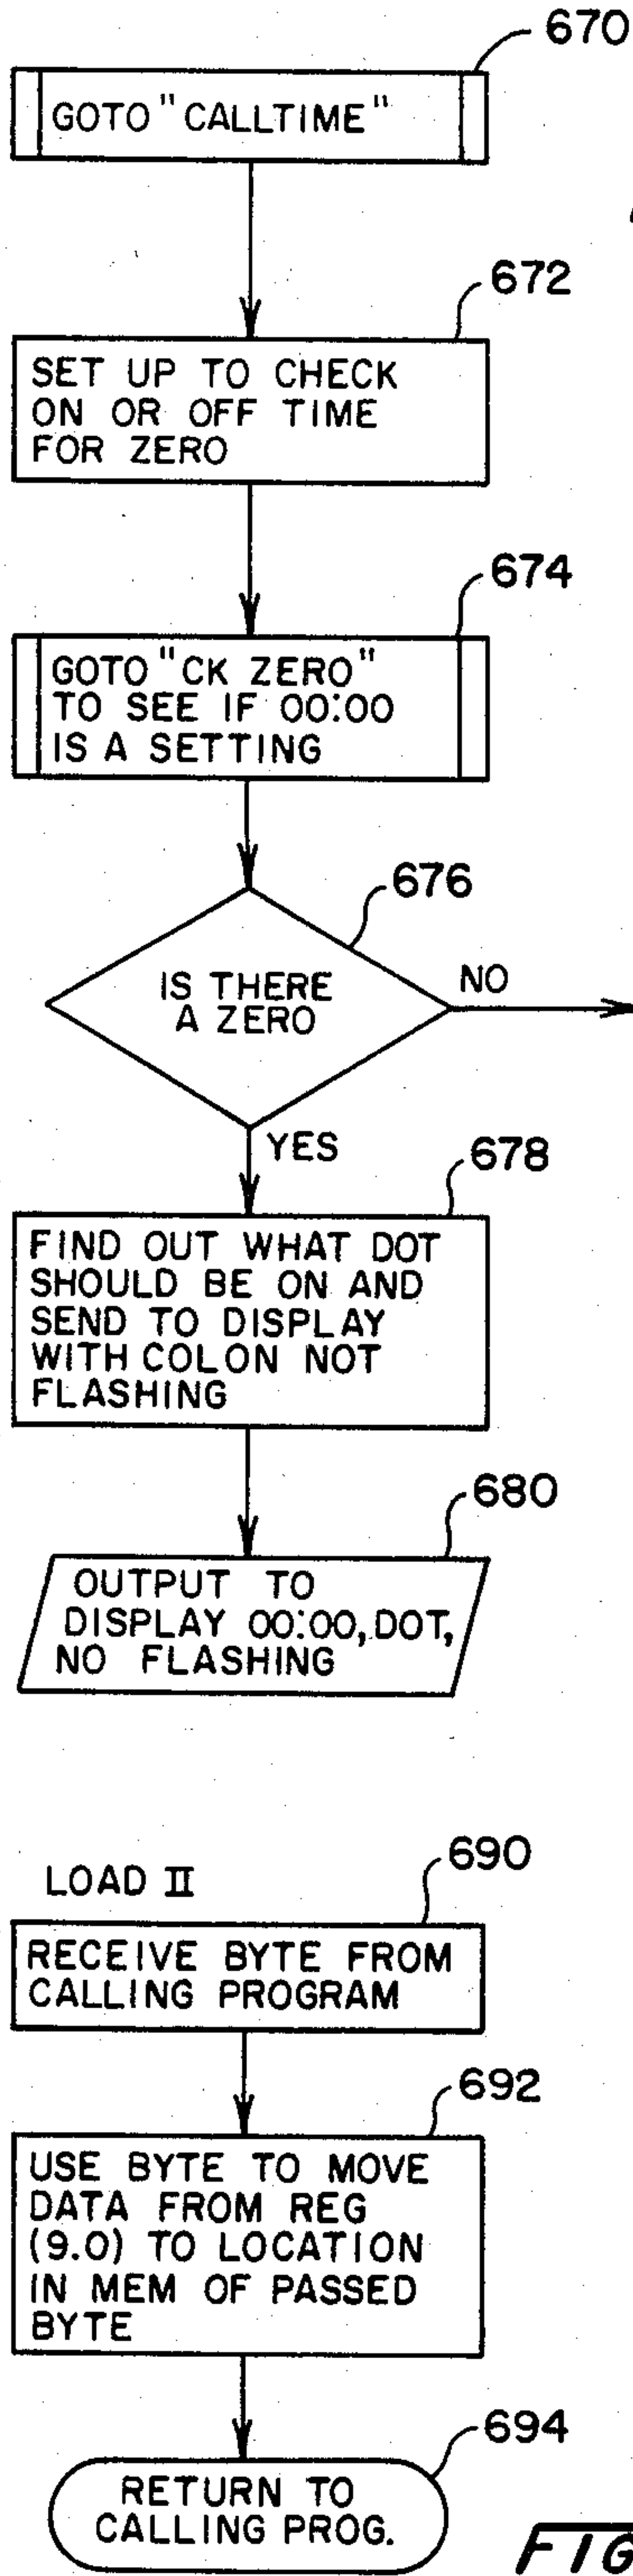 670
GOTO "CALLTIME"
672
SET UP TO CHECK
ON OR OFF TIME
FOR ZERO
674
GOTO "CK ZERO"
TO SEE IF 00:00
IS A SETTING
676
IS THERE
A ZERO
NO
YES
678
FIND OUT WHAT DOT
SHOULD BE ON AND
SEND TO DISPLAY
WITH COLON NOT
FLASHING
680
OUTPUT TO
DISPLAY 00:00, DOT,
NO FLASHING
LOAD II
690
RECEIVE BYTE FROM
CALLING PROGRAM
692
USE BYTE TO MOVE
DATA FROM REG
(9.0) TO LOCATION
IN MEM OF PASSED
BYTE
694
RETURN TO
CALLING PROG.
FIG